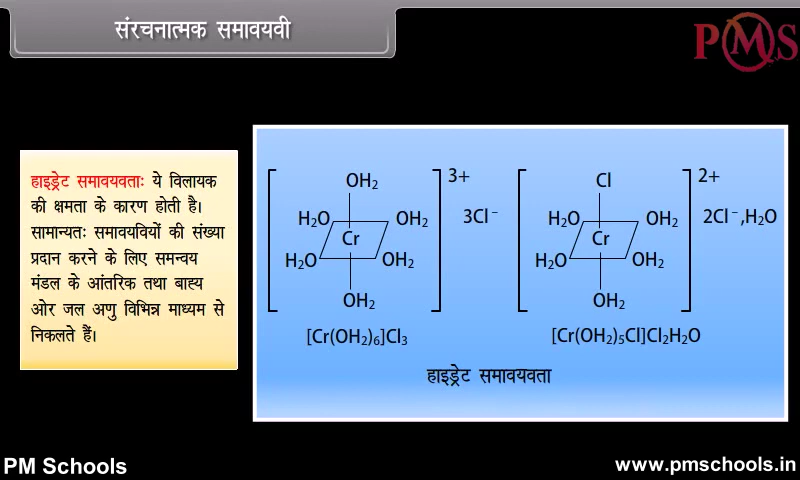 संरचनात्मक समावयवी
PMS
हाइड्रेट समावयवताः ये विलायक
की क्षमता के कारण होती है।
सामान्यतः समावयवियों की संख्या
प्रदान करने के लिए समन्वय
मंडल के आंतरिक तथा बाह्य
ओर जल अणु विभिन्न माध्यम से
निकलते हैं।
OH₂ 3+
H₂O OH₂ 3Cl⁻
Cr
H₂O OH₂
OH₂
[Cr(OH₂)₆]Cl₃
Cl 2+
H₂O OH₂ 2Cl⁻,H₂O
Cr
H₂O OH₂
OH₂
[Cr(OH₂)₅Cl]Cl₂H₂O
हाइड्रेट समावयवता
PM Schools
www.pmschools.in